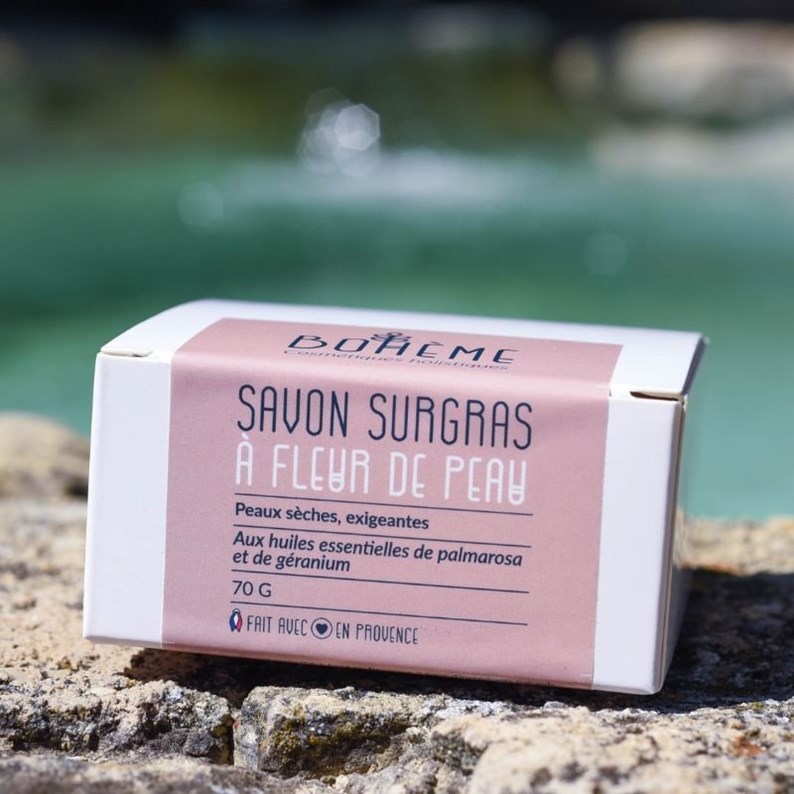 BOHÈME
Cosmétiques holistiques
SAVON SURGRAS
À FLEUR DE PEAU
Peaux sèches, exigeantes
Aux huiles essentielles de palmarosa
et de géranium
70 G
FAIT AVEC EN PROVENCE